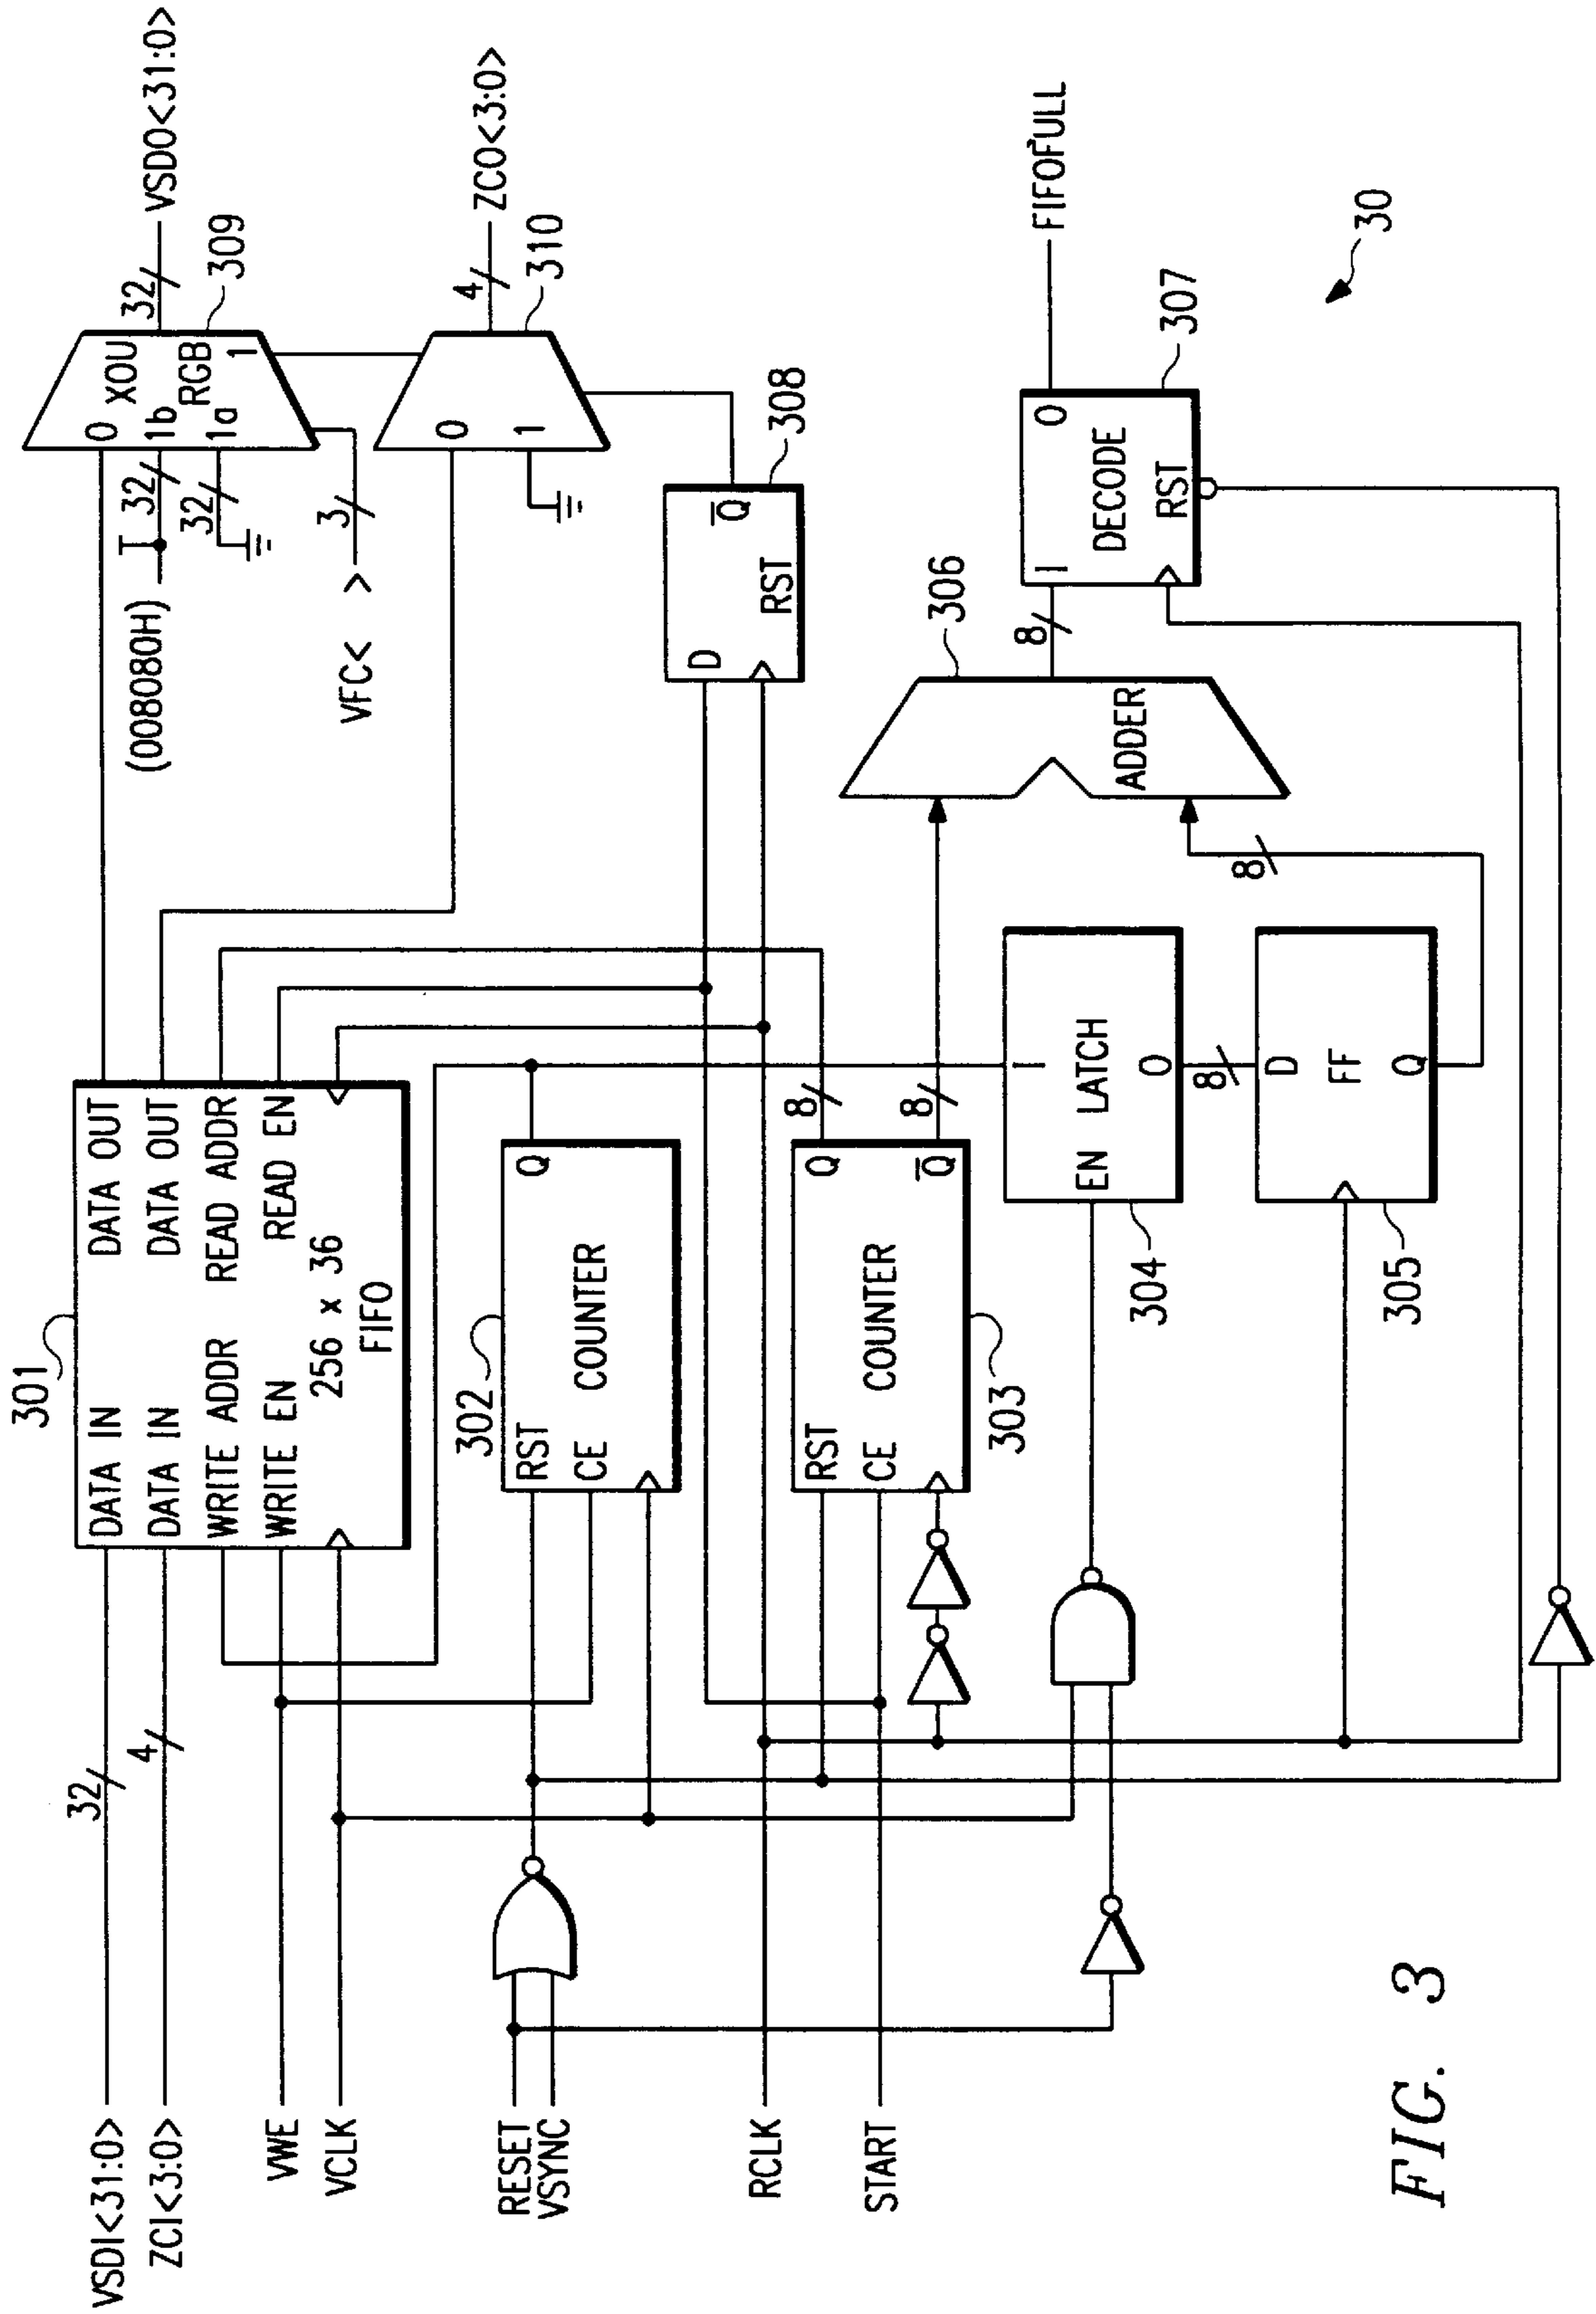 VSDI<31:0>
32
ZCI<3:0>
4
VWE
VCLK
RESET
VSYNC
RCLK
START
301
DATA IN
DATA OUT
DATA IN
DATA OUT
WRITE ADDR
READ ADDR
WRITE EN
READ EN
256 x 36
FIFO
302
RST
Q
CE
COUNTER
303
RST
Q
8
CE
COUNTER
Q
8
304
I
EN LATCH
O
8
305
D
FF
Q
8
306
ADDER
8
307
I
O
DECODE
RST
FIFOFULL
308
D
Q
RST
(00808OH)
VFC< >
3
32
32
0
XOU
1b
RGB
1a
1
309
32
VSDO<31:0>
0
1
310
4
ZCO<3:0>
30
FIG. 3